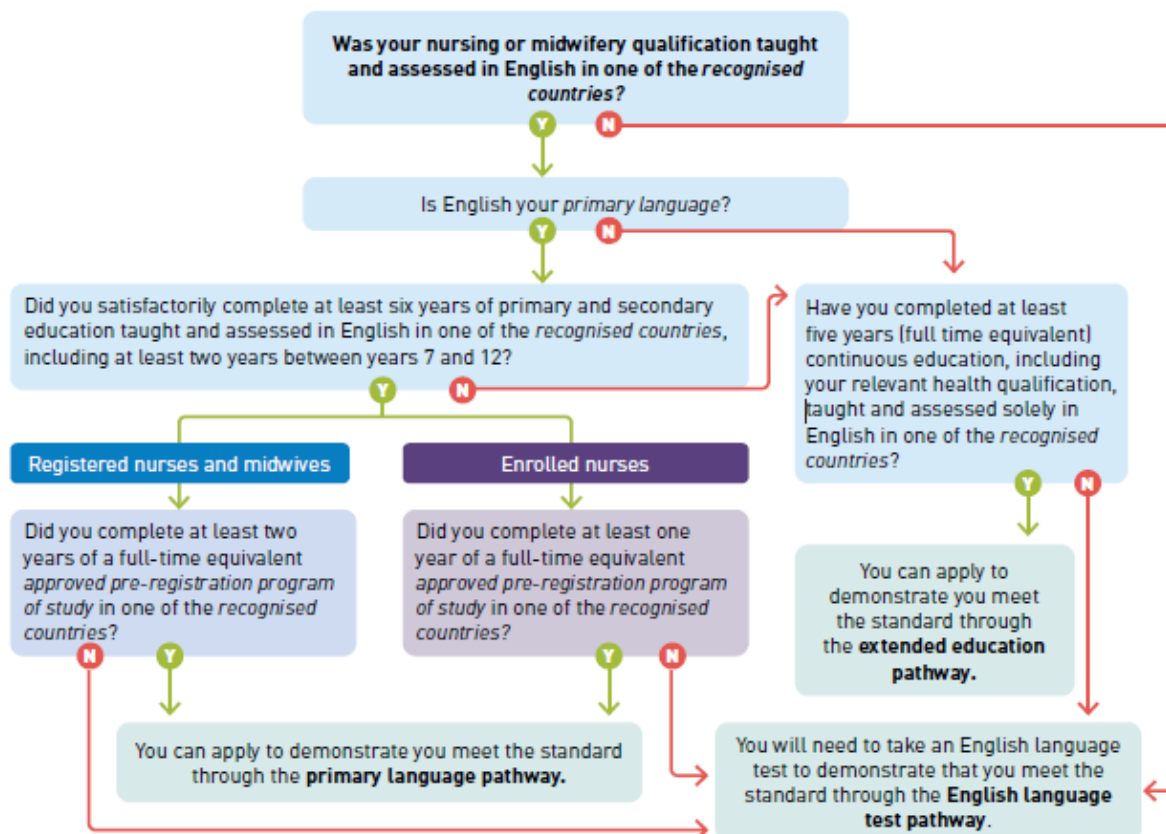 Was your nursing or midwifery qualification taught
and assessed in English in one of the recognised
countries?
Y
N
Is English your primary language?
Y
N
Did you satisfactorily complete at least six years of primary and secondary
education taught and assessed in English in one of the recognised countries,
including at least two years between years 7 and 12?
Y
N
Have you completed at least
five years (full time equivalent)
continuous education, including
your relevant health qualification,
taught and assessed solely in
English in one of the recognised
countries?
Y
N
Registered nurses and midwives
Enrolled nurses
Did you complete at least two
years of a full-time equivalent
approved pre-registration program
of study in one of the recognised
countries?
N
Y
Did you complete at least one
year of a full-time equivalent
approved pre-registration program
of study in one of the recognised
countries?
Y
N
You can apply to
demonstrate you meet
the standard through
the extended education
pathway.
You can apply to demonstrate you meet the standard
through the primary language pathway.
You will need to take an English language
test to demonstrate that you meet the
standard through the English language
test pathway.